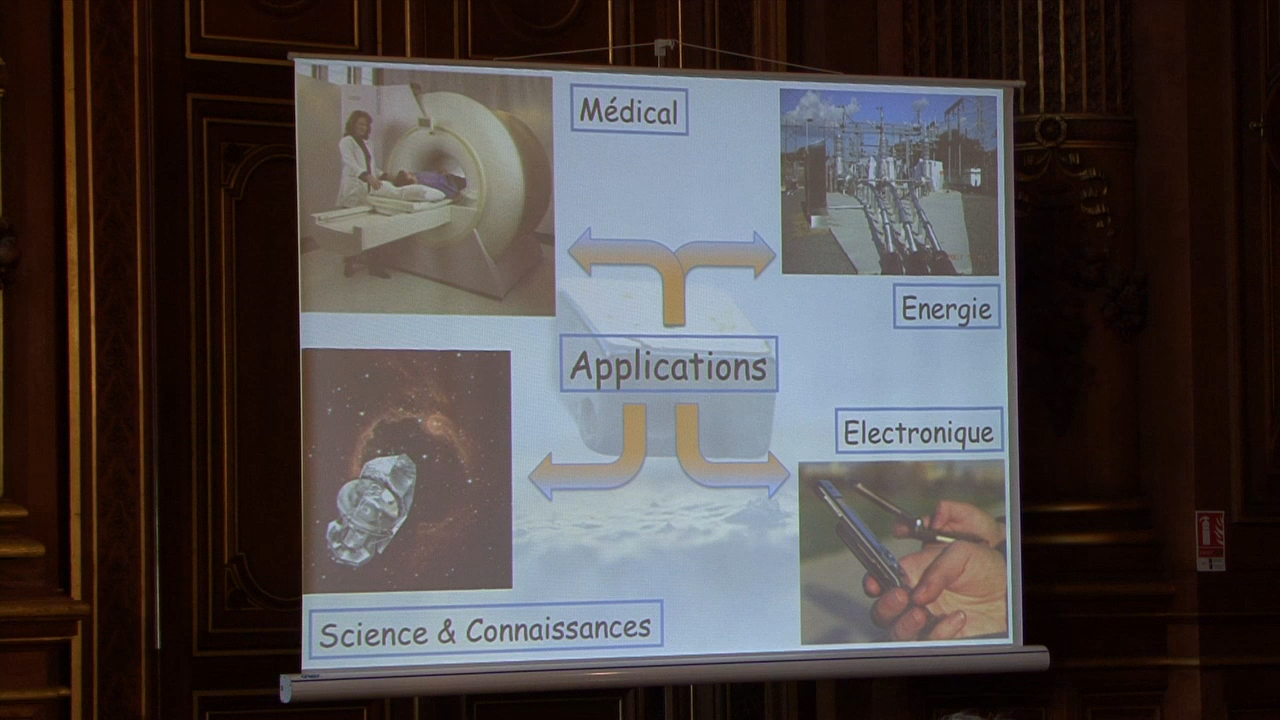 Médical
Energie
Applications
Electronique
Science & Connaissances